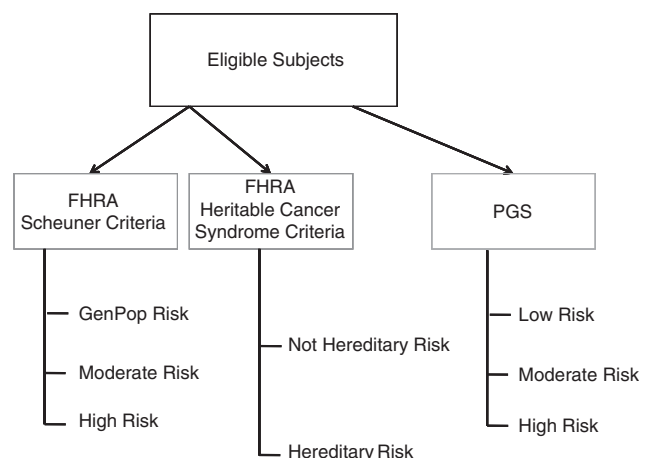 Eligible Subjects
FHRA
Scheuner Criteria
FHRA
Heritable Cancer
Syndrome Criteria
PGS
GenPop Risk
Moderate Risk
High Risk
Not Hereditary Risk
Hereditary Risk
Low Risk
Moderate Risk
High Risk